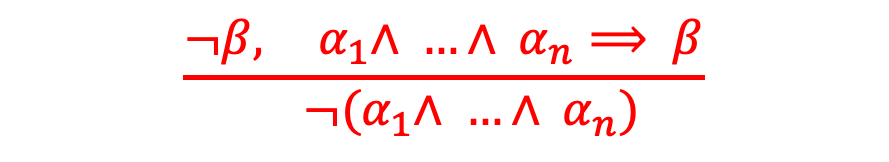 ¬β, α₁∧ …∧ αₙ ⟹ β
¬(α₁∧ …∧ αₙ)